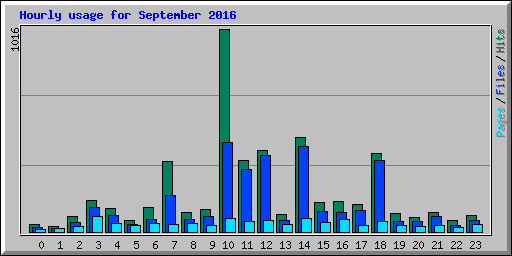 Hourly usage for September 2016
1016
Pages/Files/Hits
0 1 2 3 4 5 6 7 8 9 10 11 12 13 14 15 16 17 18 19 20 21 22 23